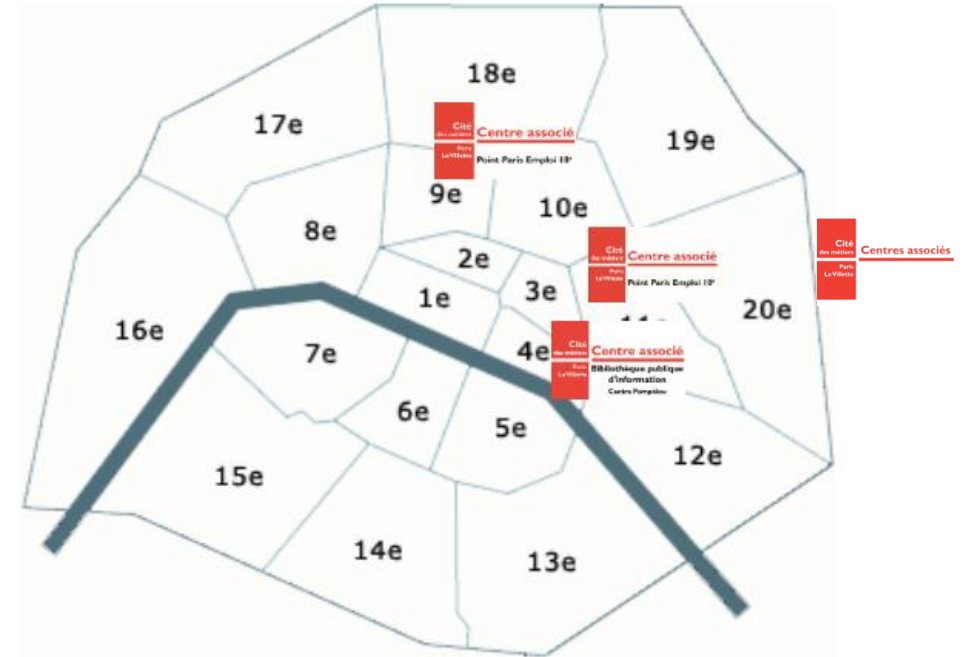 18e
17e
19e
Cité
des métiers
Centre associé
Paris
La Villette
Point Paris Emploi 18e
9e
10e
8e
Cité
des métiers
Centres associés
Paris
La Villette
Cité
des métiers
Centre associé
Paris
La Villette
Point Paris Emploi 10e
2e
3e
1e
20e
16e
7e
4e
Cité
des métiers
Centre associé
Paris
La Villette
Bibliothèque publique
d'information
Centre Pompidou
6e
5e
12e
15e
14e
13e